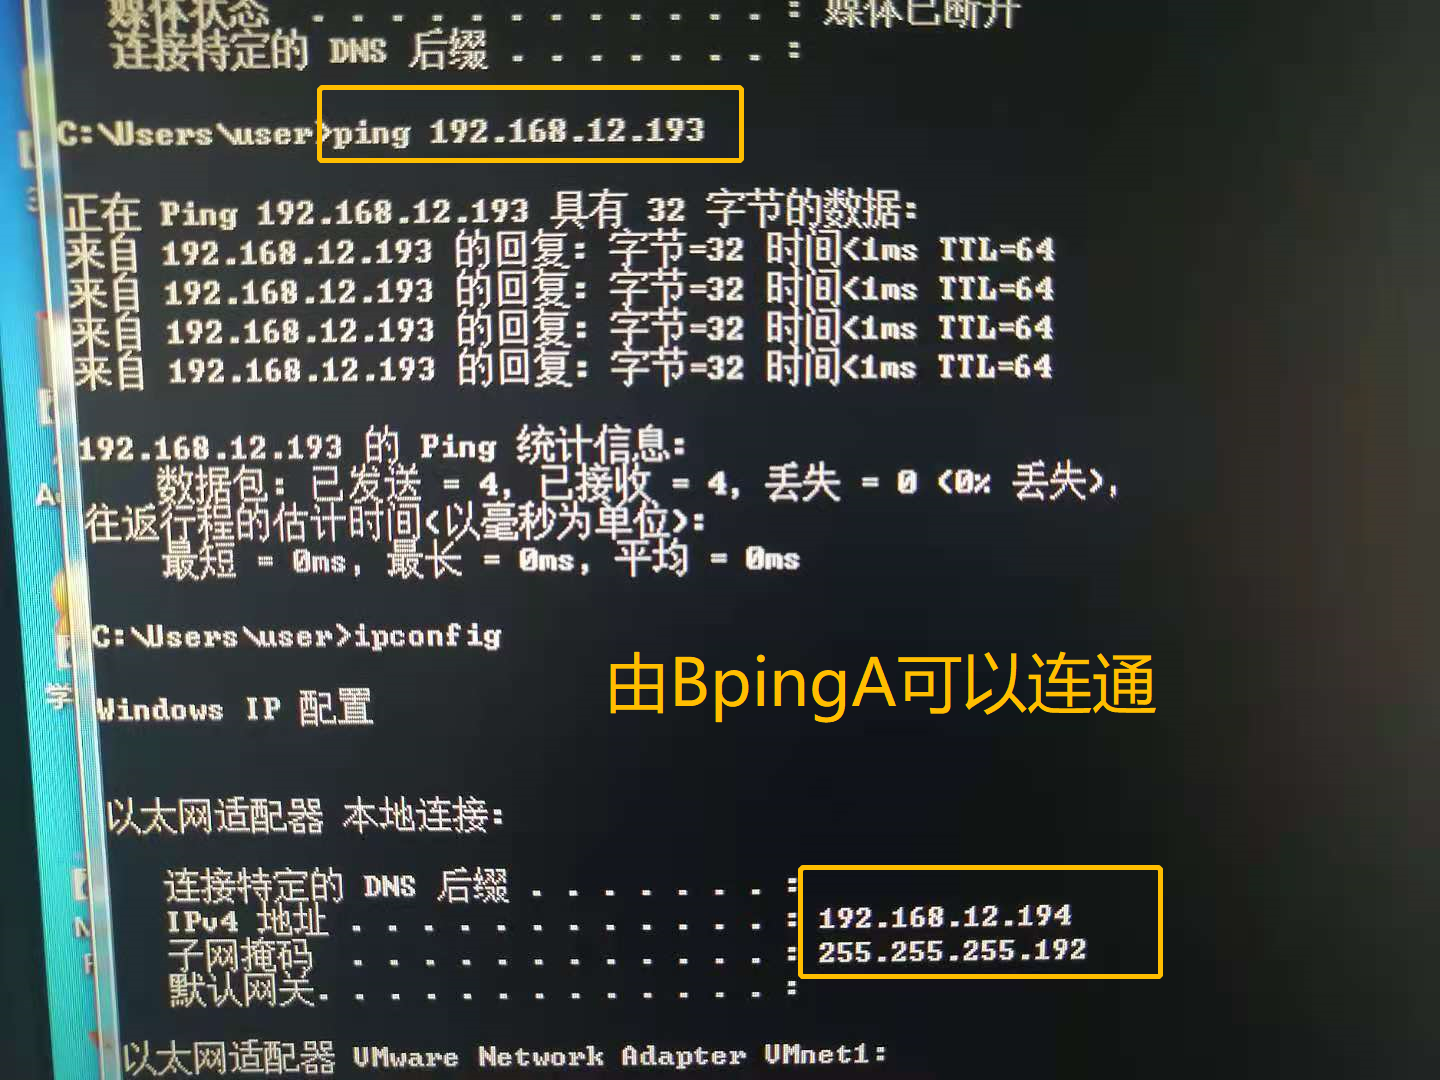 媒体状态 . . . . . . . . . . . . : 媒体已断开
连接特定的 DNS 后缀 . . . . . . . :
C:\Users\user>ping 192.168.12.193
正在 Ping 192.168.12.193 具有 32 字节的数据:
来自 192.168.12.193 的回复: 字节=32 时间<1ms TTL=64
来自 192.168.12.193 的回复: 字节=32 时间<1ms TTL=64
来自 192.168.12.193 的回复: 字节=32 时间<1ms TTL=64
来自 192.168.12.193 的回复: 字节=32 时间<1ms TTL=64
192.168.12.193 的 Ping 统计信息:
数据包: 已发送 = 4, 已接收 = 4, 丢失 = 0 (0% 丢失),
往返行程的估计时间(以毫秒为单位):
最短 = 0ms, 最长 = 0ms, 平均 = 0ms
C:\Users\user>ipconfig
由BpingA可以连通
学
Windows IP 配置
以太网适配器 本地连接:
连接特定的 DNS 后缀 . . . . . . . :
IPv4 地址 . . . . . . . . . . . . : 192.168.12.194
子网掩码 . . . . . . . . . . . . : 255.255.255.192
默认网关. . . . . . . . . . . . . :
以太网适配器 VMware Network Adapter VMnet1: